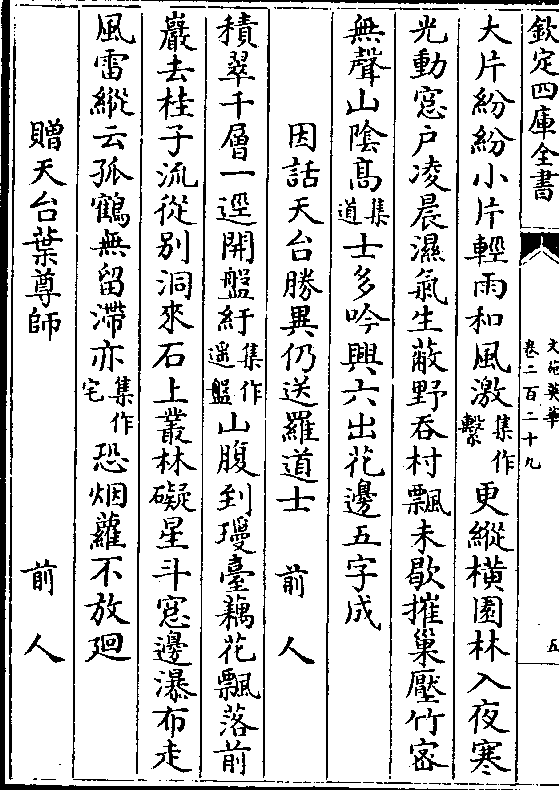 欽定四庫全書
文苑英華
卷二百二十九
五
大片紛紛小片輕雨和風激集作繫更縱橫園林入夜寒
光動窓戶凌晨濕氣生蔽野吞村飄未歇摧巢壓竹密
無聲山陰髙集道士多吟興六出花邊五字成
因話天台勝異仍送羅道士 前人
積翠千層一逕開盤紆集作遥盤山腹到瓊臺藕花飄落前
巖去桂子流從別洞來石上叢林礙星斗窓邊瀑布走
風雷縱云孤鶴無留滯亦集作宅恐烟蘿不放廻
贈天台葉尊師 前人